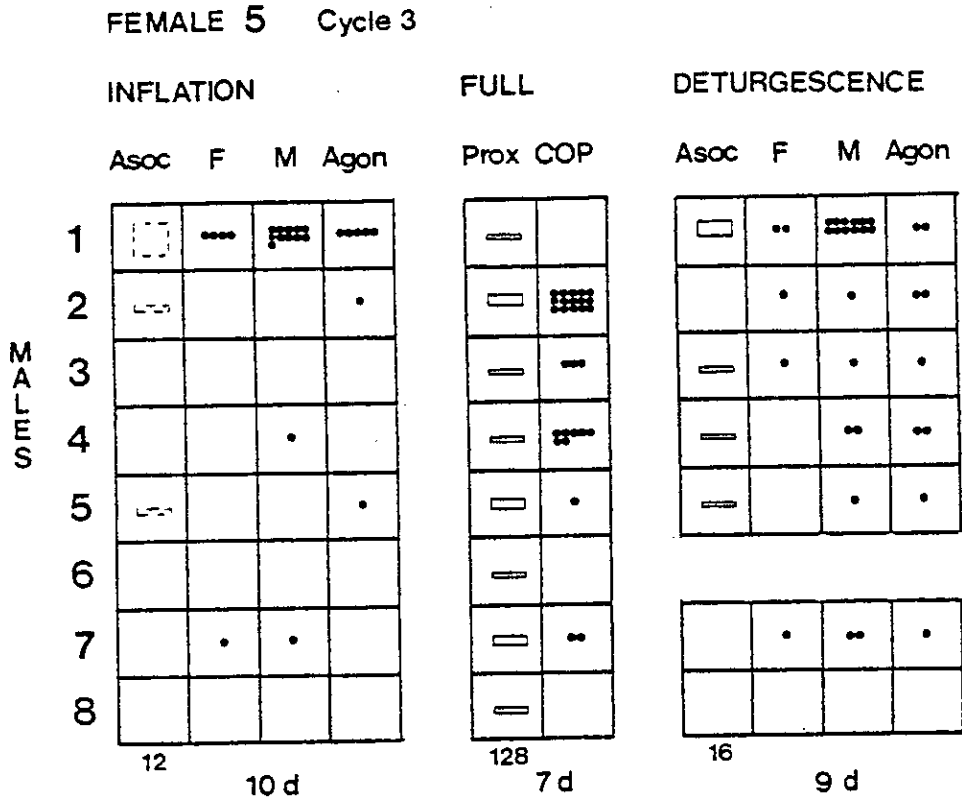 FEMALE 5 Cycle 3
INFLATION FULL DETURGESCENCE
Asoc F M Agon Prox COP Asoc F M Agon
MALES
1
2
3
4
5
6
7
8
12 128 16
10 d 7 d 9 d